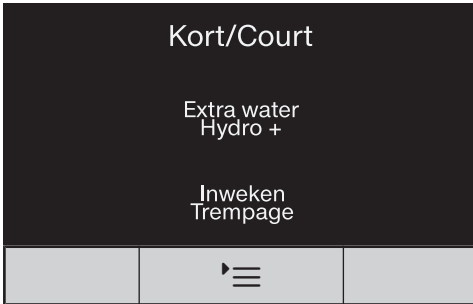 Kort/Court
Extra water
Hydro +
Inweken
Trempage